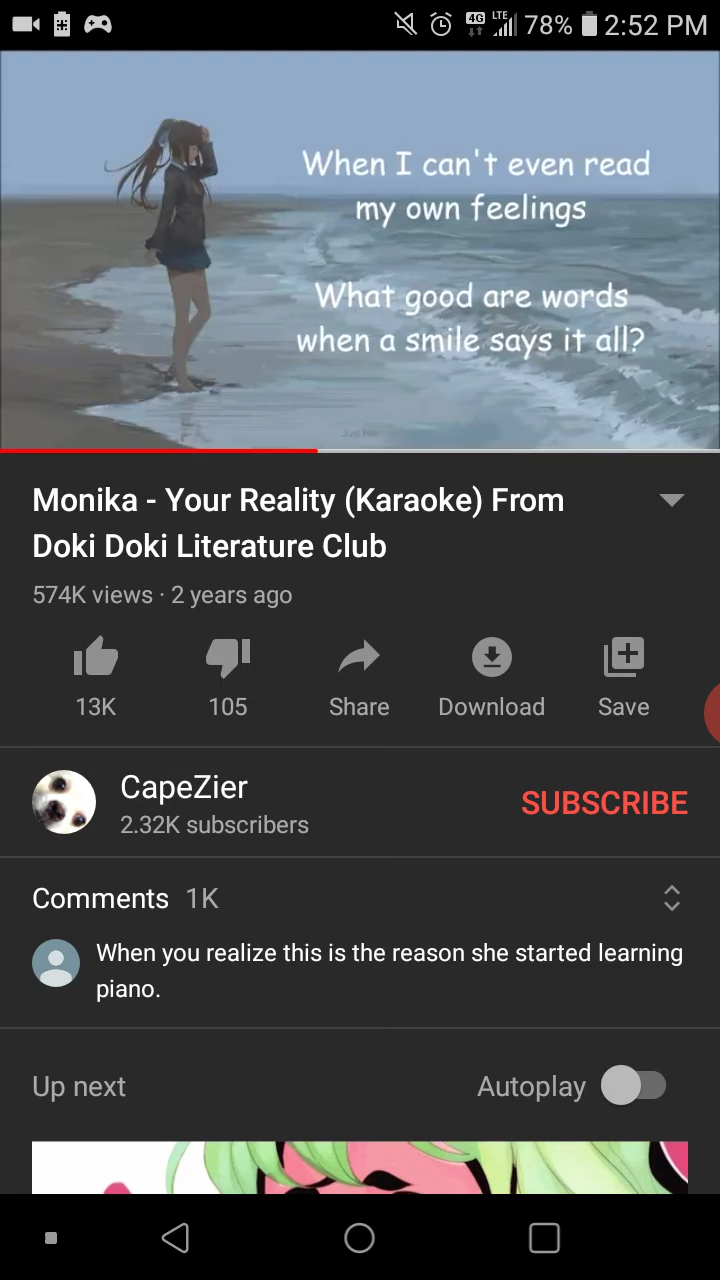 4G LTE 78% 2:52 PM
When I can't even read
my own feelings
What good are words
when a smile says it all?
Monika - Your Reality (Karaoke) From
Doki Doki Literature Club
574K views · 2 years ago
13K 105 Share Download Save
CapeZier
2.32K subscribers
SUBSCRIBE
Comments 1K
When you realize this is the reason she started learning
piano.
Up next Autoplay